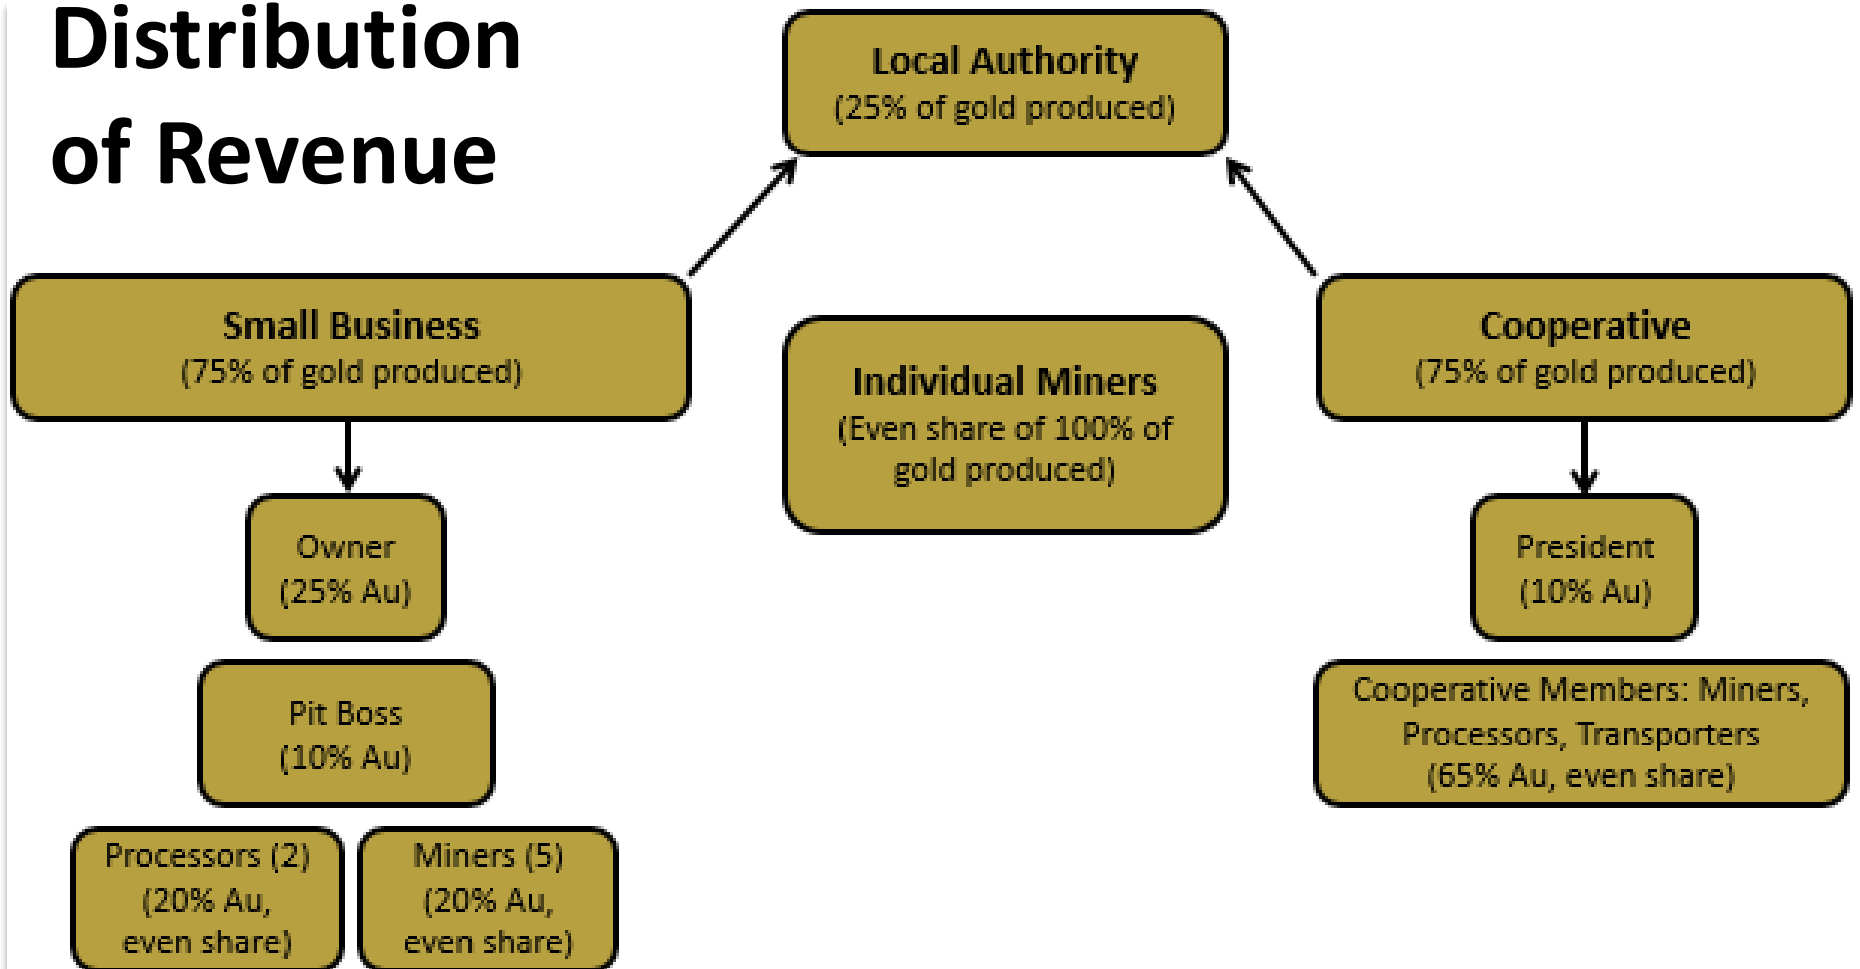 Distribution
of Revenue
Local Authority
(25% of gold produced)
Small Business
(75% of gold produced)
Individual Miners
(Even share of 100% of
gold produced)
Cooperative
(75% of gold produced)
Owner
(25% Au)
President
(10% Au)
Pit Boss
(10% Au)
Cooperative Members: Miners,
Processors, Transporters
(65% Au, even share)
Processors (2)
(20% Au,
even share)
Miners (5)
(20% Au,
even share)